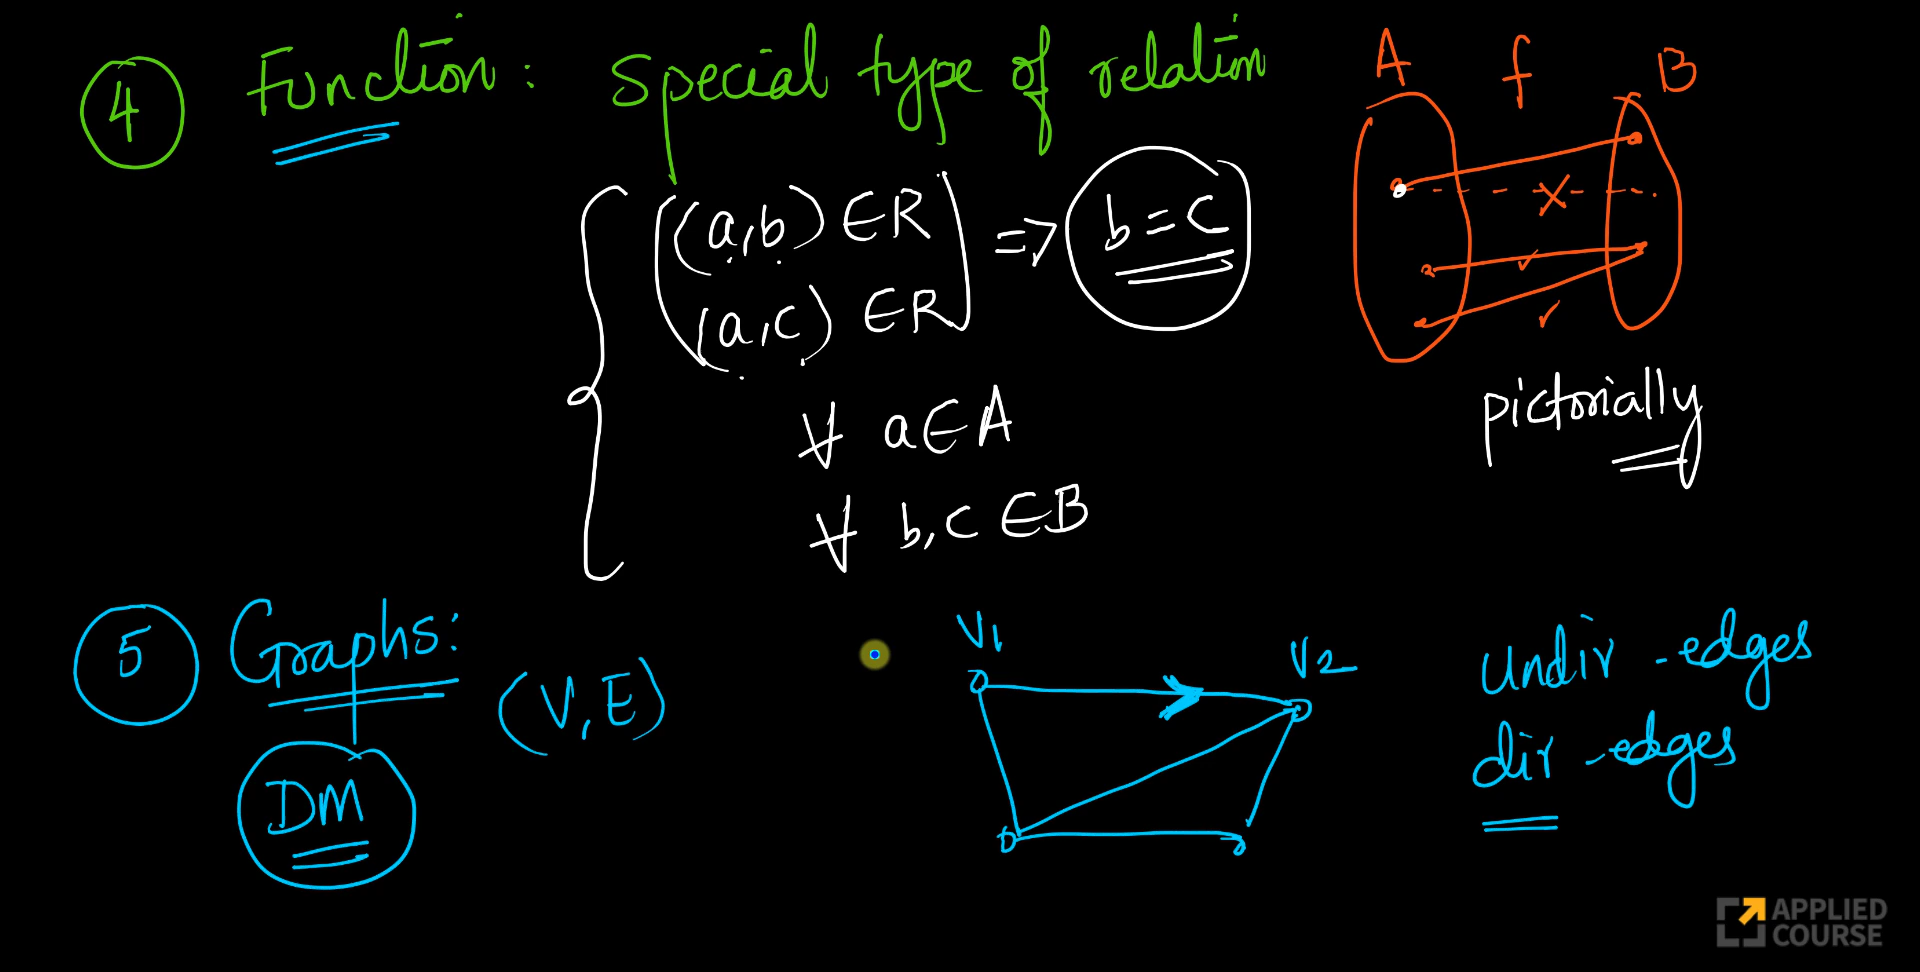 4 Function: Special type of relation
(a,b) ∈ R
(a,c) ∈ R
=> b = c
∀ a ∈ A
∀ b, c ∈ B
A f B
pictorially
5 Graphs: (V, E)
DM
V1
V2
Undir - edges
dir - edges
APPLIED
COURSE